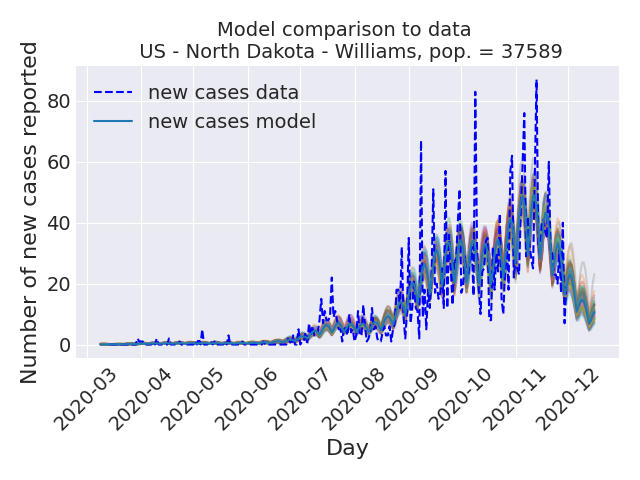 Model comparison to data
US - North Dakota - Williams, pop. = 37589
Number of new cases reported
80
60
40
20
0
new cases data
new cases model
2020-03
2020-04
2020-05
2020-06
2020-07
2020-08
2020-09
2020-10
2020-11
2020-12
Day